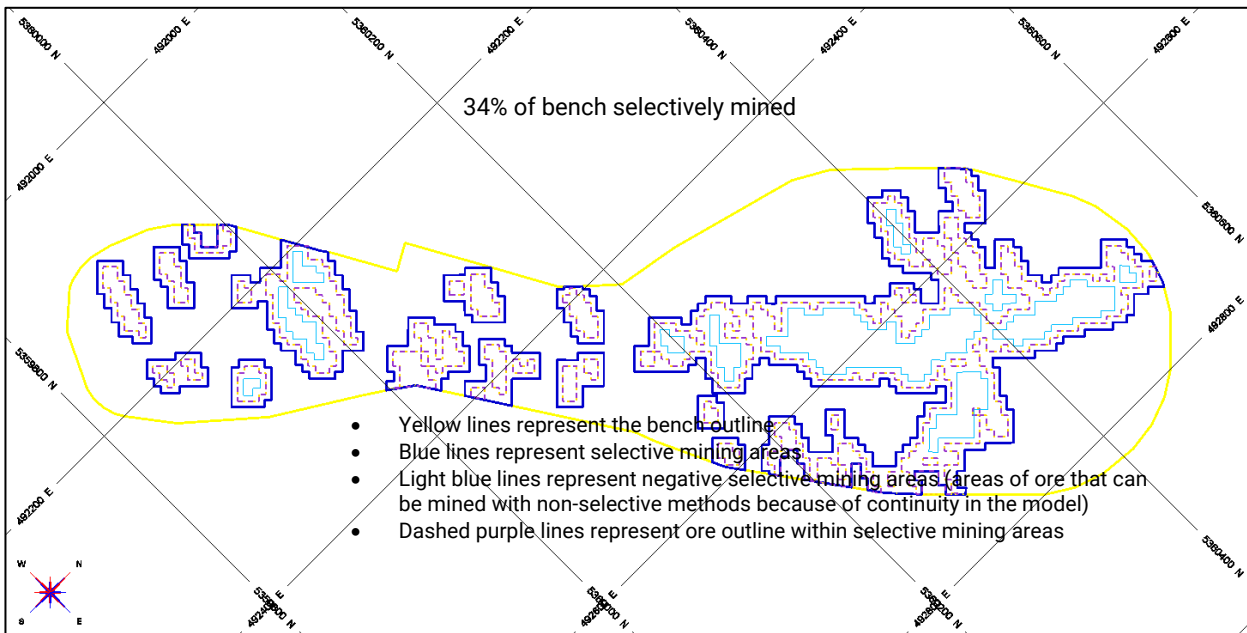 5360000 N
492000 E
5360200 N
492200 E
5360400 N
492400 E
5360600 N
492600 E
34% of bench selectively mined
492000 E
5360600 N
5359800 N
492800 E
• Yellow lines represent the bench outline
• Blue lines represent selective mining areas
• Light blue lines represent negative selective mining areas (areas of ore that can
be mined with non-selective methods because of continuity in the model)
• Dashed purple lines represent ore outline within selective mining areas
492200 E
5360400 N
W N
S E